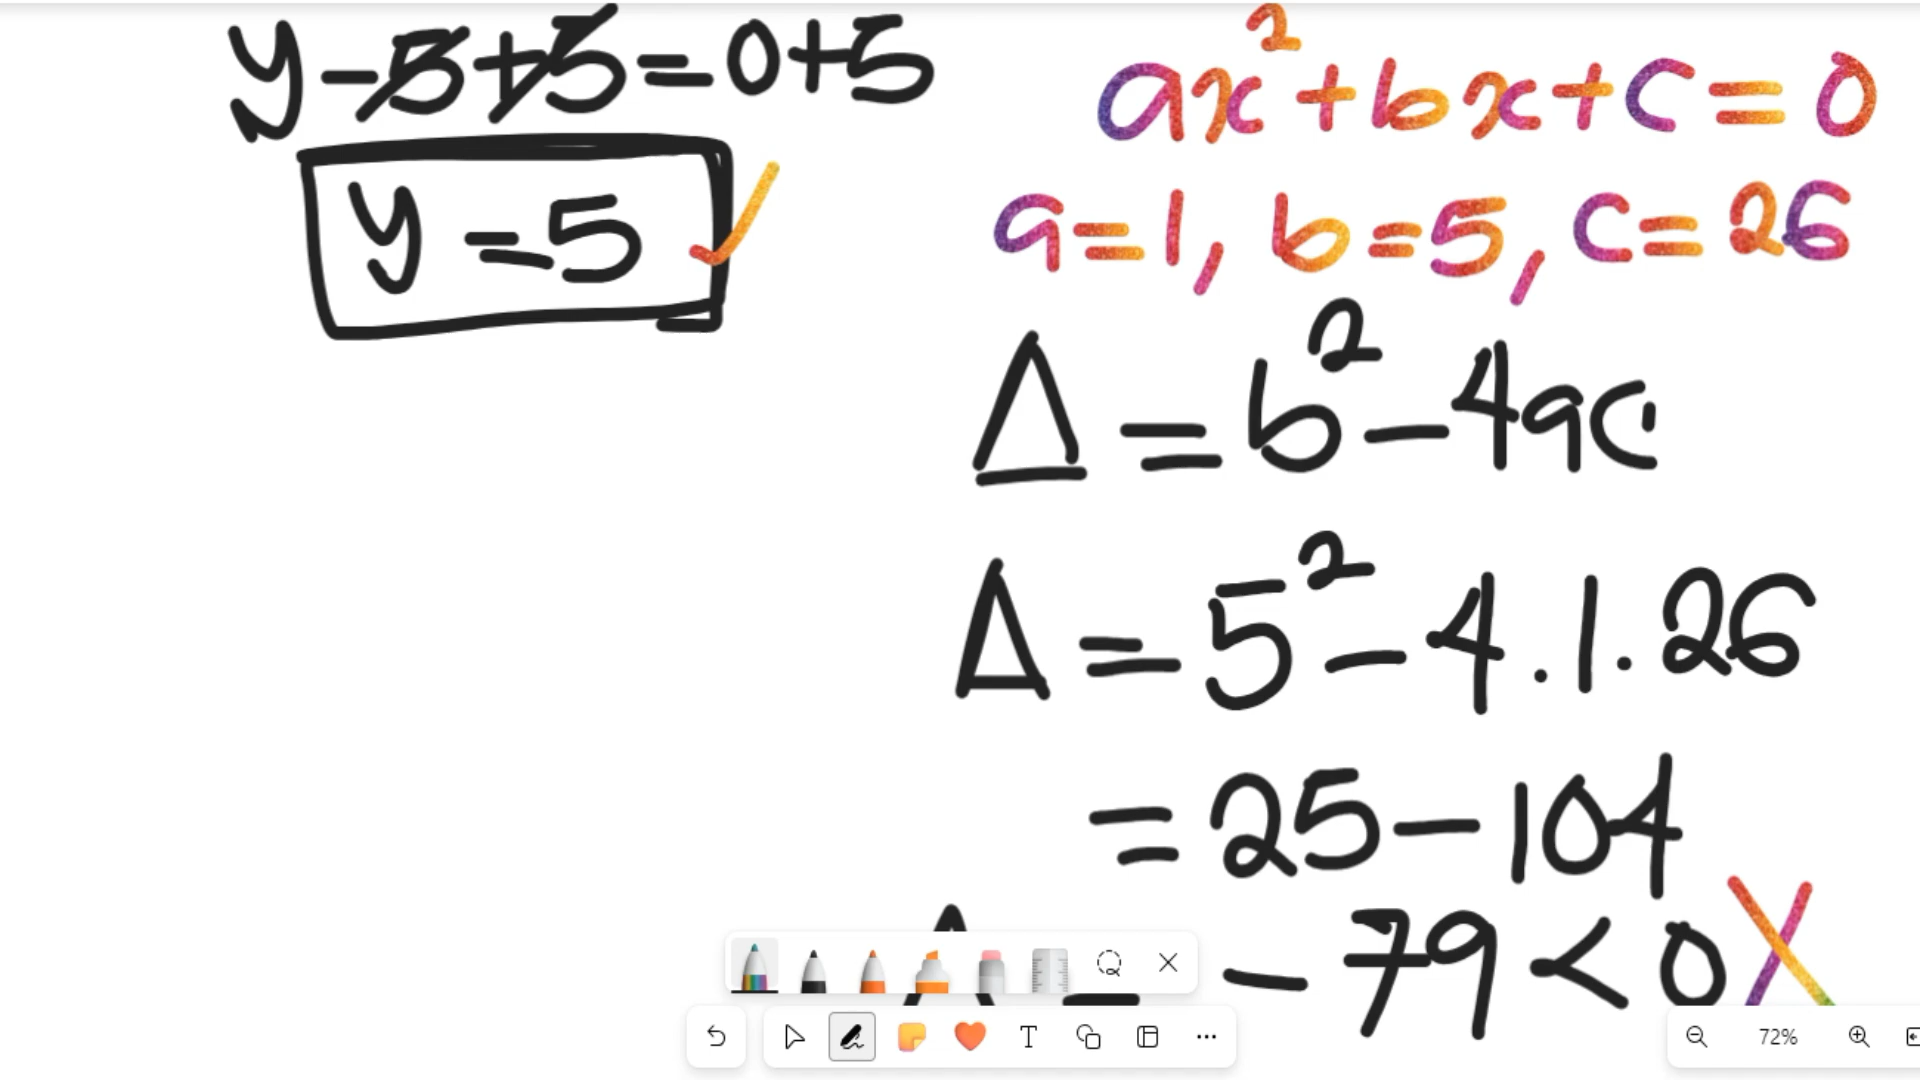 y-5+5=0+5
y=5
ax²+bx+c=0
a=1, b=5, c=26
Δ=b²-4ac
Δ=5²-4.1.26
=25-104
Δ=-79<0
72%